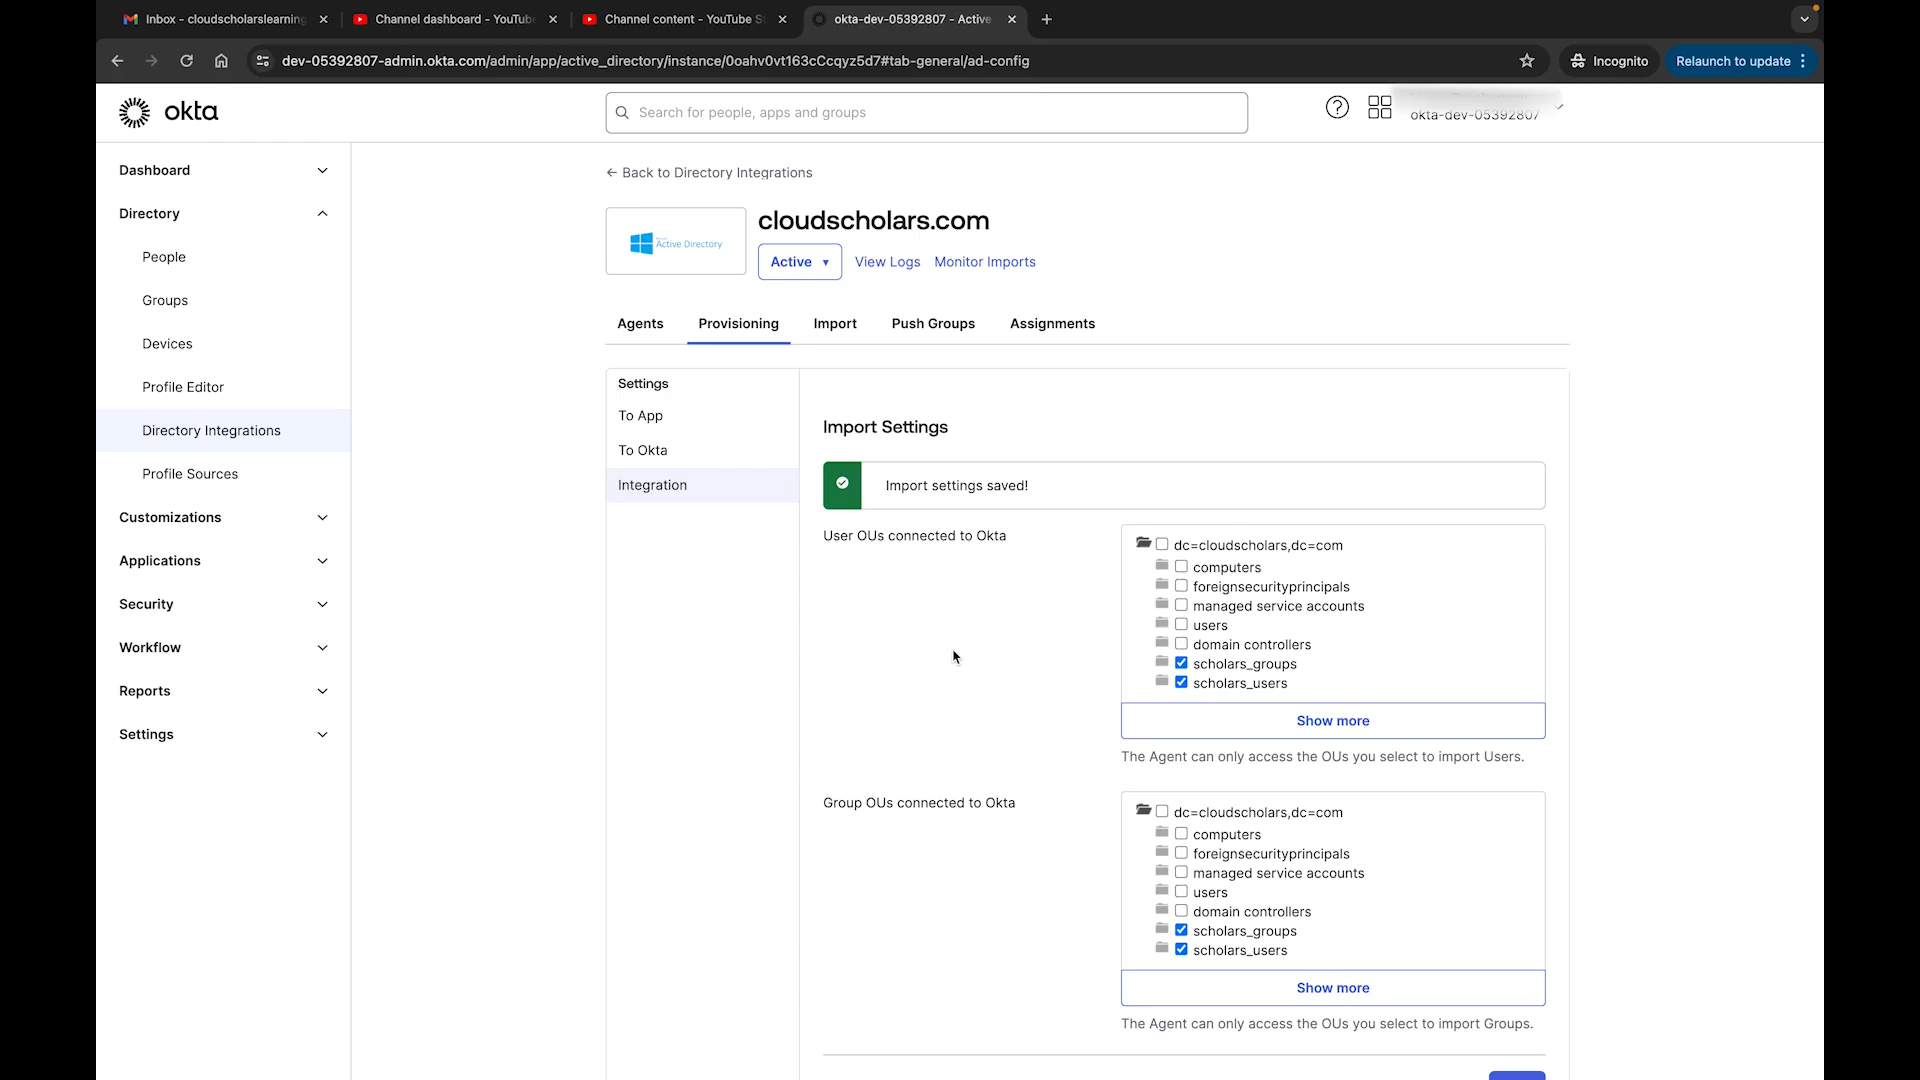 Inbox - cloudscholarslearning
Channel dashboard - YouTube
Channel content - YouTube S
okta-dev-05392807 - Active
dev-05392807-admin.okta.com/admin/app/active_directory/instance/0oahv0vt163cCcqyz5d7#tab-general/ad-config
Incognito
Relaunch to update
okta
Search for people, apps and groups
okta-dev-05392807
Dashboard
Directory
People
Groups
Devices
Profile Editor
Directory Integrations
Profile Sources
Customizations
Applications
Security
Workflow
Reports
Settings
← Back to Directory Integrations
Active Directory
cloudscholars.com
Active ▾
View Logs
Monitor Imports
Agents
Provisioning
Import
Push Groups
Assignments
Settings
To App
To Okta
Integration
Import Settings
Import settings saved!
User OUs connected to Okta
dc=cloudscholars,dc=com
computers
foreignsecurityprincipals
managed service accounts
users
domain controllers
scholars_groups
scholars_users
Show more
The Agent can only access the OUs you select to import Users.
Group OUs connected to Okta
dc=cloudscholars,dc=com
computers
foreignsecurityprincipals
managed service accounts
users
domain controllers
scholars_groups
scholars_users
Show more
The Agent can only access the OUs you select to import Groups.